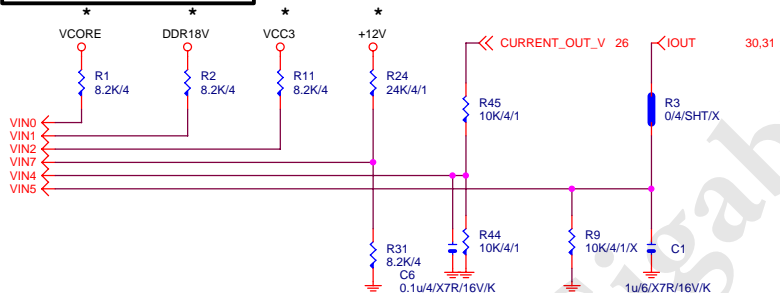 * * * *
VCORE DDR18V VCC3 +12V
CURRENT_OUT_V 26 IOUT 30,31
R1
8.2K/4
R2
8.2K/4
R11
8.2K/4
R24
24K/4/1
R45
10K/4/1
R3
0/4/SHT/X
VIN0
VIN1
VIN2
VIN7
VIN4
VIN5
R31
8.2K/4
C6
0.1u/4/X7R/16V/K
R44
10K/4/1
R9
10K/4/1/X
C1
1u/6/X7R/16V/K
Gigab